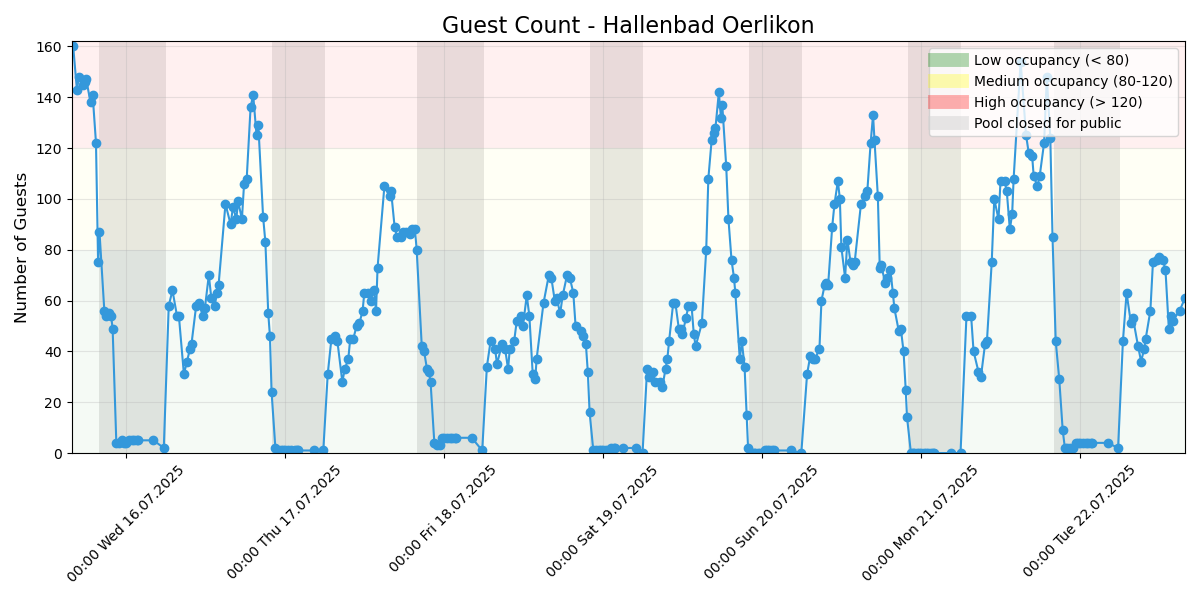 Guest Count - Hallenbad Oerlikon
Number of Guests
160
140
120
100
80
60
40
20
0
Low occupancy (< 80)
Medium occupancy (80-120)
High occupancy (> 120)
Pool closed for public
00:00 Wed 16.07.2025
00:00 Thu 17.07.2025
00:00 Fri 18.07.2025
00:00 Sat 19.07.2025
00:00 Sun 20.07.2025
00:00 Mon 21.07.2025
00:00 Tue 22.07.2025